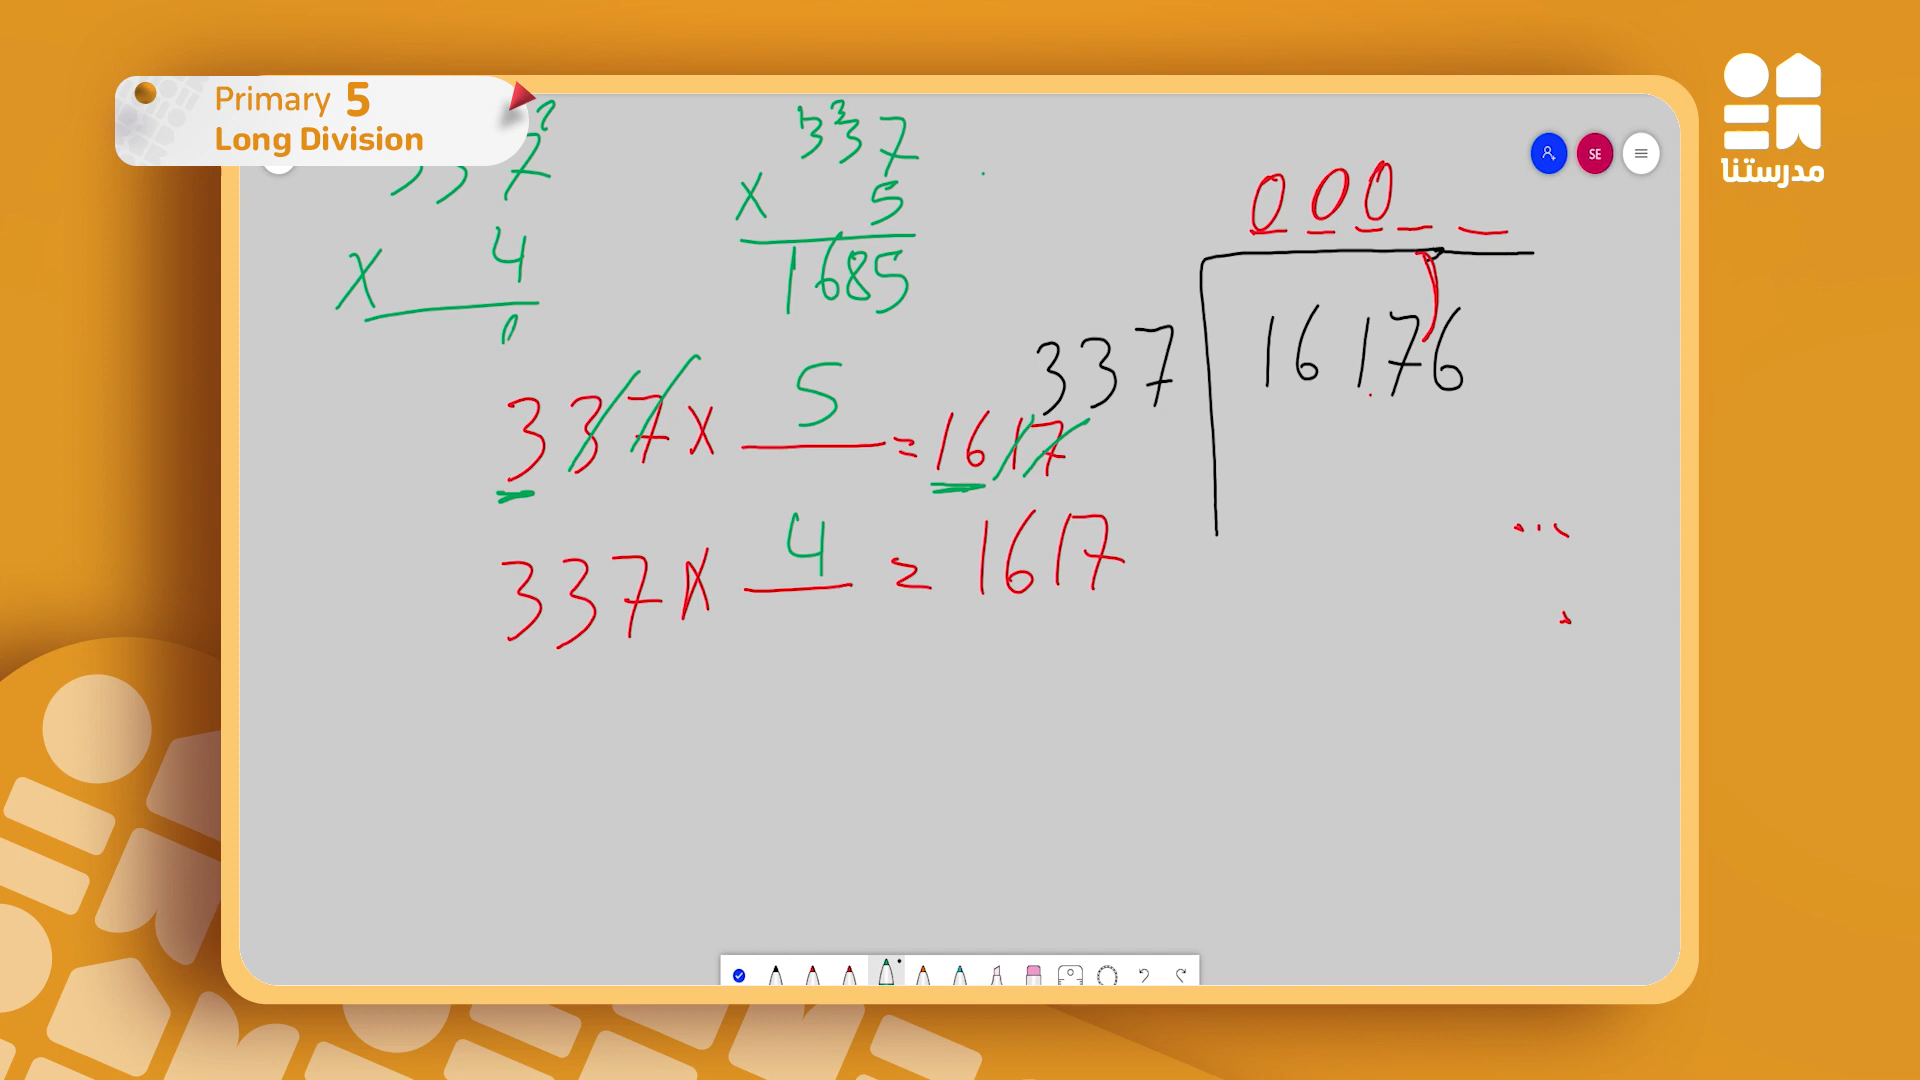 Primary 5
Long Division
مدرستنا
SE
337
x 4
337
x 5
1685
000
337 16176
337 x 5 = 1617
337 x 4 = 1617